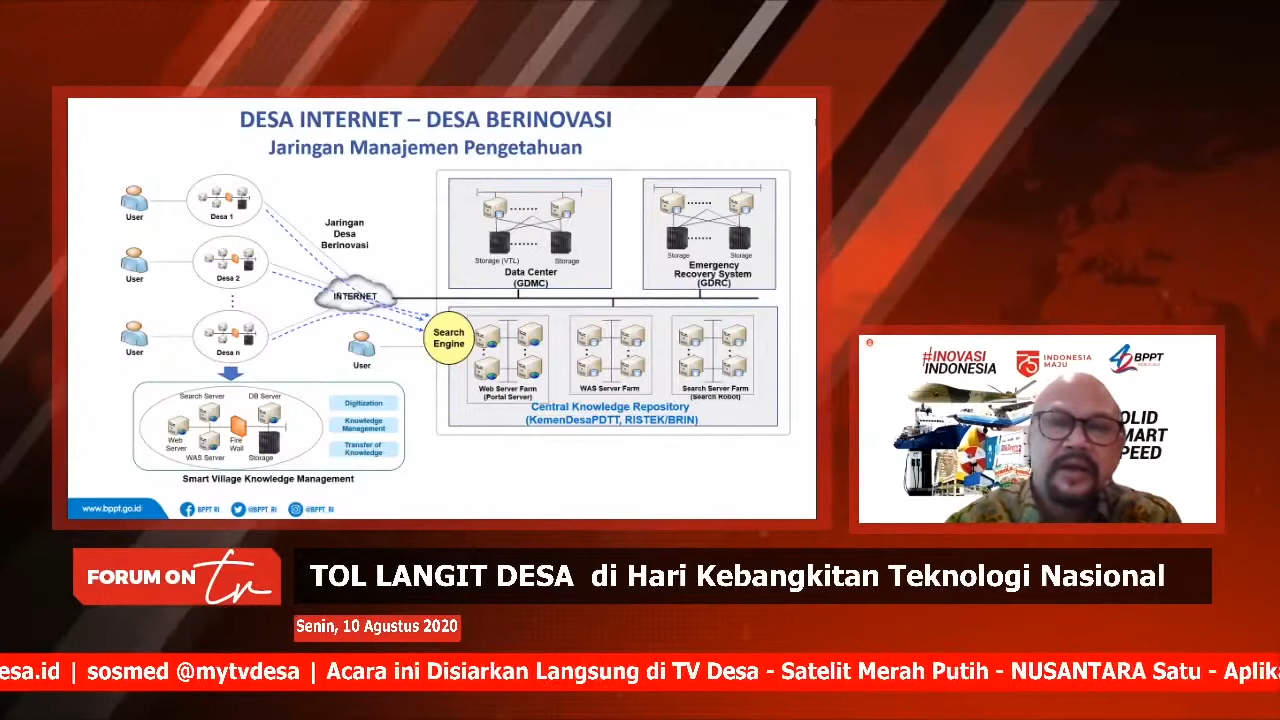 DESA INTERNET – DESA BERINOVASI
Jaringan Manajemen Pengetahuan
User
Desa 1
User
Desa 2
User
Desa n
Jaringan
Desa
Berinovasi
INTERNET
User
Search
Engine
Storage (VTL)
Storage
Data Center
(GDMC)
Storage
Storage
Emergency
Recovery System
(GDRC)
Web Server Farm
(Portal Server)
WAS Server Farm
Search Server Farm
(Search Robot)
Central Knowledge Repository
(KemenDesaPDTT, RISTEK/BRIN)
Search Server
DB Server
Web
Server
WAS Server
Fire
Wall
Storage
Digitization
Knowledge
Management
Transfer of
Knowledge
Smart Village Knowledge Management
www.bppt.go.id
BPPT RI
@BPPT_RI
@BPPT_RI
#INOVASI
INDONESIA
75
INDONESIA
MAJU
42
BPPT
OLID
MART
PEED
FORUM ON
tr
TOL LANGIT DESA di Hari Kebangkitan Teknologi Nasional
Senin, 10 Agustus 2020
esa.id | sosmed @mytvdesa | Acara ini Disiarkan Langsung di TV Desa - Satelit Merah Putih - NUSANTARA Satu - Aplika